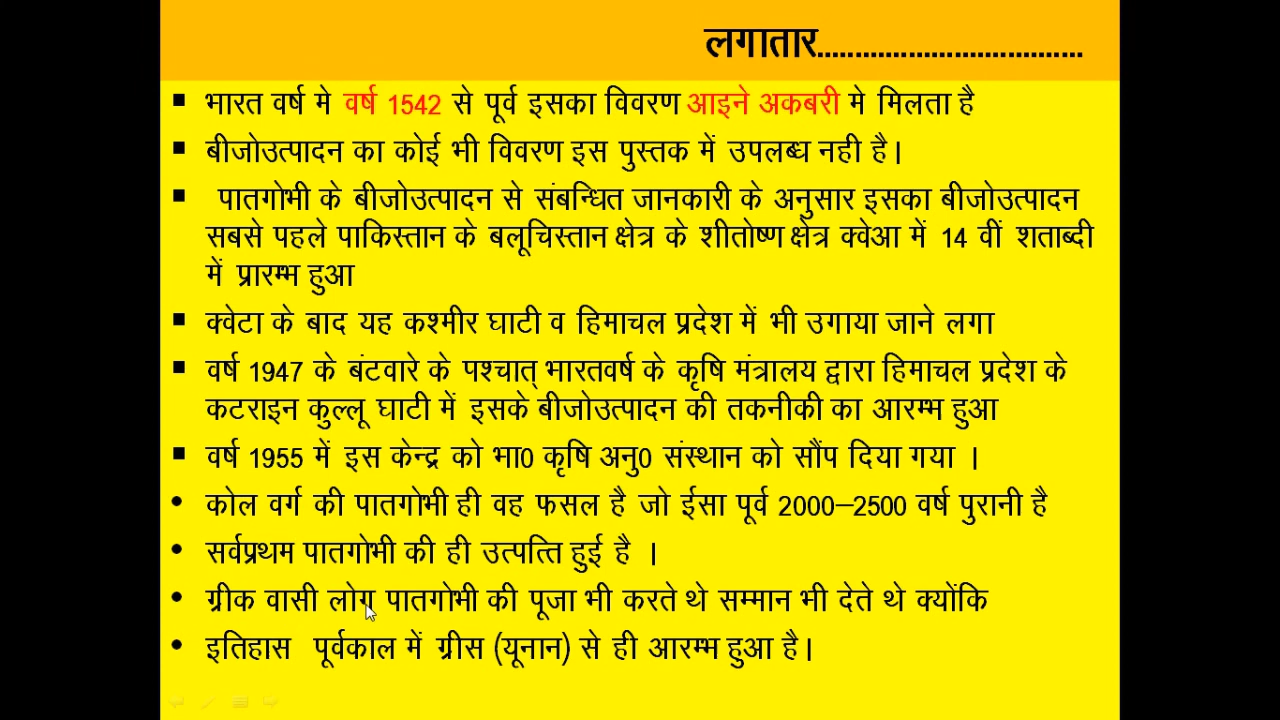 लगातार...................................
▪ भारत वर्ष मे वर्ष 1542 से पूर्व इसका विवरण आइने अकबरी मे मिलता है
▪ बीजोउत्पादन का कोई भी विवरण इस पुस्तक में उपलब्ध नही है।
▪ पातगोभी के बीजोउत्पादन से संबन्धित जानकारी के अनुसार इसका बीजोउत्पादन
सबसे पहले पाकिस्तान के बलूचिस्तान क्षेत्र के शीतोष्ण क्षेत्र क्वेआ में 14 वीं शताब्दी
में प्रारम्भ हुआ
▪ क्वेटा के बाद यह कश्मीर घाटी व हिमाचल प्रदेश में भी उगाया जाने लगा
▪ वर्ष 1947 के बंटवारे के पश्चात् भारतवर्ष के कृषि मंत्रालय द्वारा हिमाचल प्रदेश के
कटराइन कुल्लू घाटी में इसके बीजोउत्पादन की तकनीकी का आरम्भ हुआ
▪ वर्ष 1955 में इस केन्द्र को भा0 कृषि अनु0 संस्थान को सौंप दिया गया ।
• कोल वर्ग की पातगोभी ही वह फसल है जो ईसा पूर्व 2000–2500 वर्ष पुरानी है
• सर्वप्रथम पातगोभी की ही उत्पत्ति हुई है ।
• ग्रीक वासी लोग पातगोभी की पूजा भी करते थे सम्मान भी देते थे क्योंकि
• इतिहास पूर्वकाल में ग्रीस (यूनान) से ही आरम्भ हुआ है।